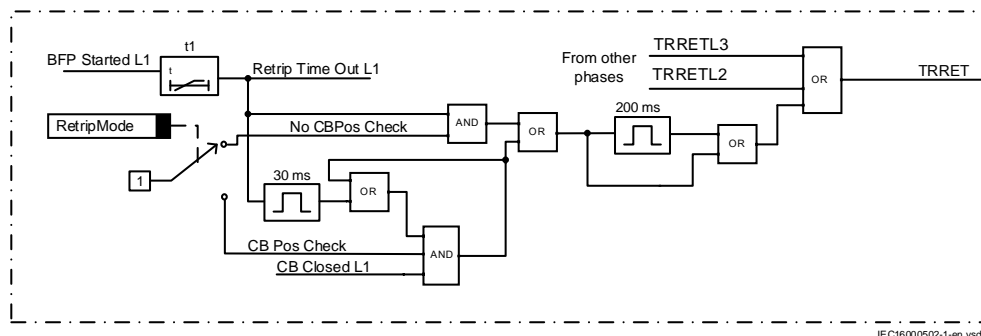 t1
BFP Started L1
t
Retrip Time Out L1
From other
phases
TRRETL3
TRRETL2
OR
TRRET
RetripMode
No CBPos Check
AND
OR
200 ms
OR
1
30 ms
OR
CB Pos Check
CB Closed L1
AND
IEC16000502-1-en.vsd